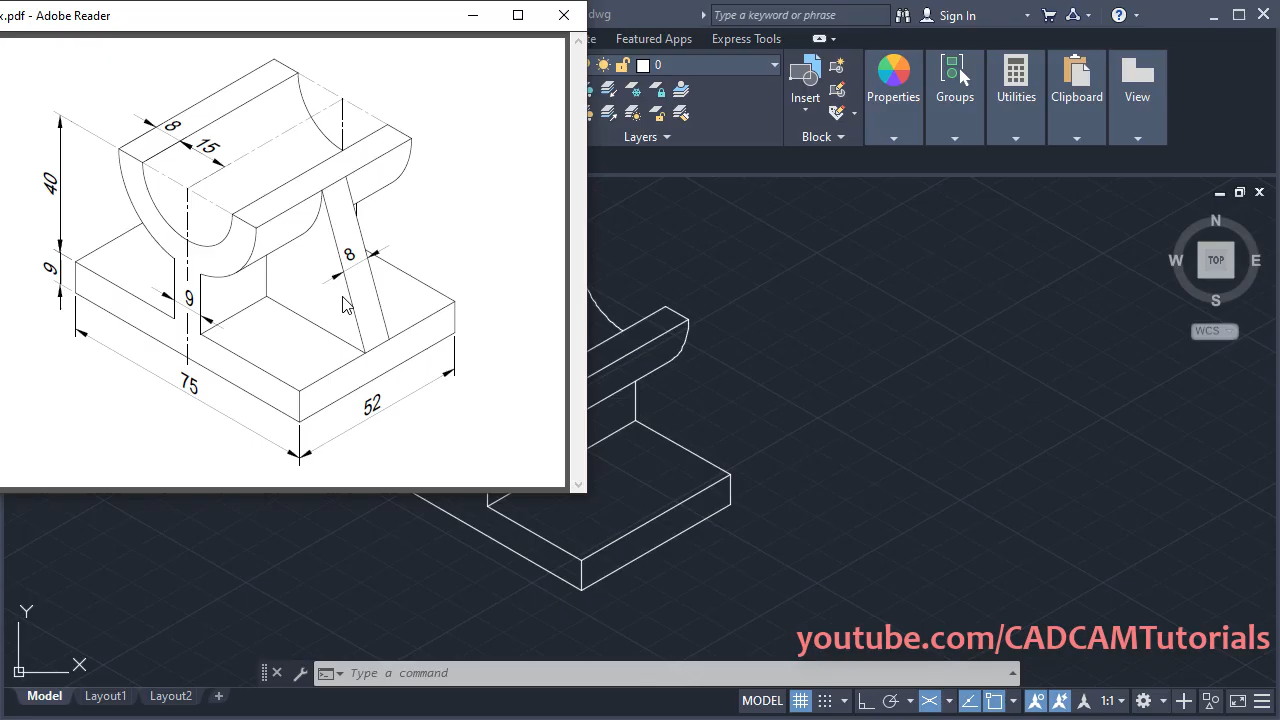 x.pdf - Adobe Reader
dwg
Type a keyword or phrase
Sign In
Featured Apps
Express Tools
0
Insert
Properties
Groups
Utilities
Clipboard
View
Layers
Block
8
15
40
9
8
9
75
52
N
W
TOP
E
S
WCS
Y
X
youtube.com/CADCAMTutorials
Type a command
Model
Layout1
Layout2
MODEL
1:1